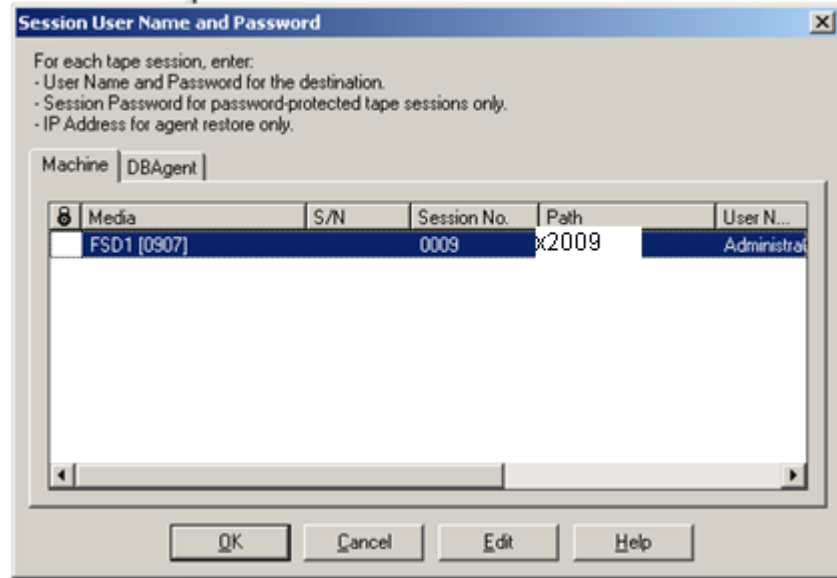 Session User Name and Password
For each tape session, enter:
- User Name and Password for the destination.
- Session Password for password-protected tape sessions only.
- IP Address for agent restore only.
Machine DBAgent
Media S/N Session No. Path User N...
FSD1 [0907] 0009 x2009 Administra
OK Cancel Edit Help